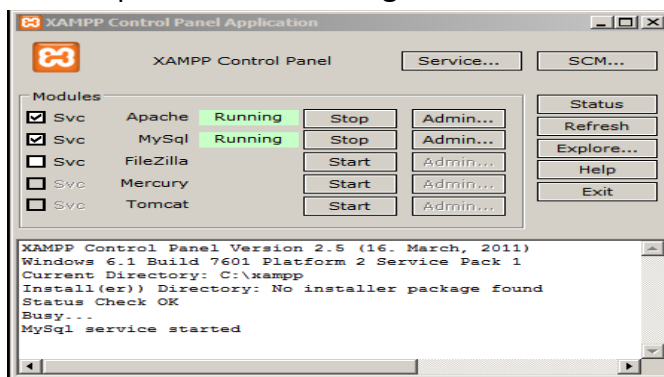 XAMPP Control Panel Application
XAMPP Control Panel
Service...
SCM...
Modules
Svc Apache Running Stop Admin...
Svc MySql Running Stop Admin...
Svc FileZilla Start Admin...
Svc Mercury Start Admin...
Svc Tomcat Start Admin...
Status
Refresh
Explore...
Help
Exit
XAMPP Control Panel Version 2.5 (16. March, 2011)
Windows 6.1 Build 7601 Platform 2 Service Pack 1
Current Directory: C:\xampp
Install(er)) Directory: No installer package found
Status Check OK
Busy...
MySql service started